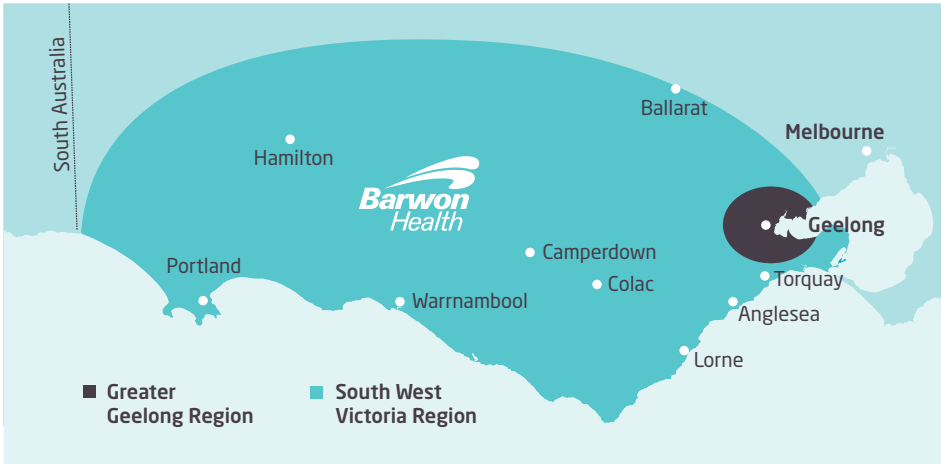 South Australia
Ballarat
Melbourne
Hamilton
Barwon
Health
Geelong
Camperdown
Portland
Colac
Torquay
Warrnambool
Anglesea
Lorne
Greater
Geelong Region
South West
Victoria Region